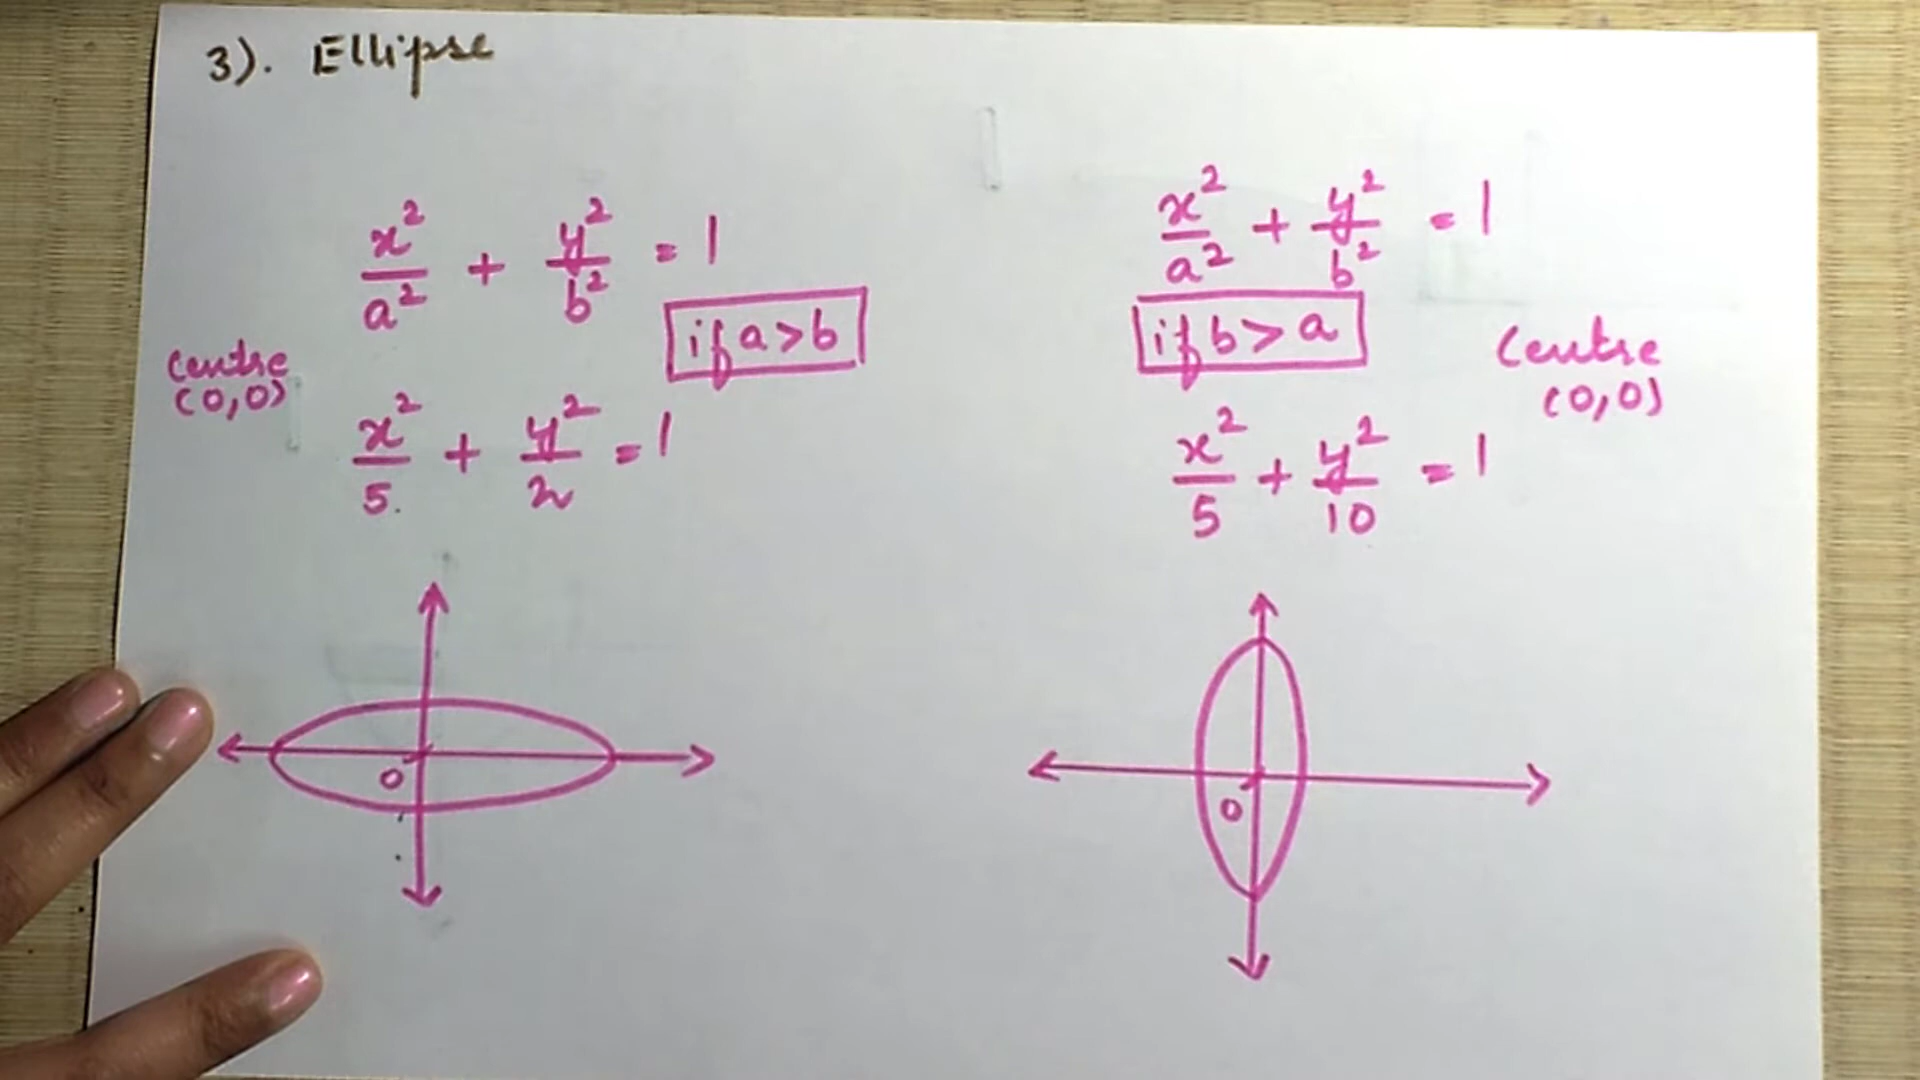 3). Ellipse
x²/a² + y²/b² = 1
if a > b
Centre
(0,0)
x²/5. + y²/2 = 1
0
x²/a² + y²/b² = 1
if b > a
Centre
(0,0)
x²/5 + y²/10 = 1
0